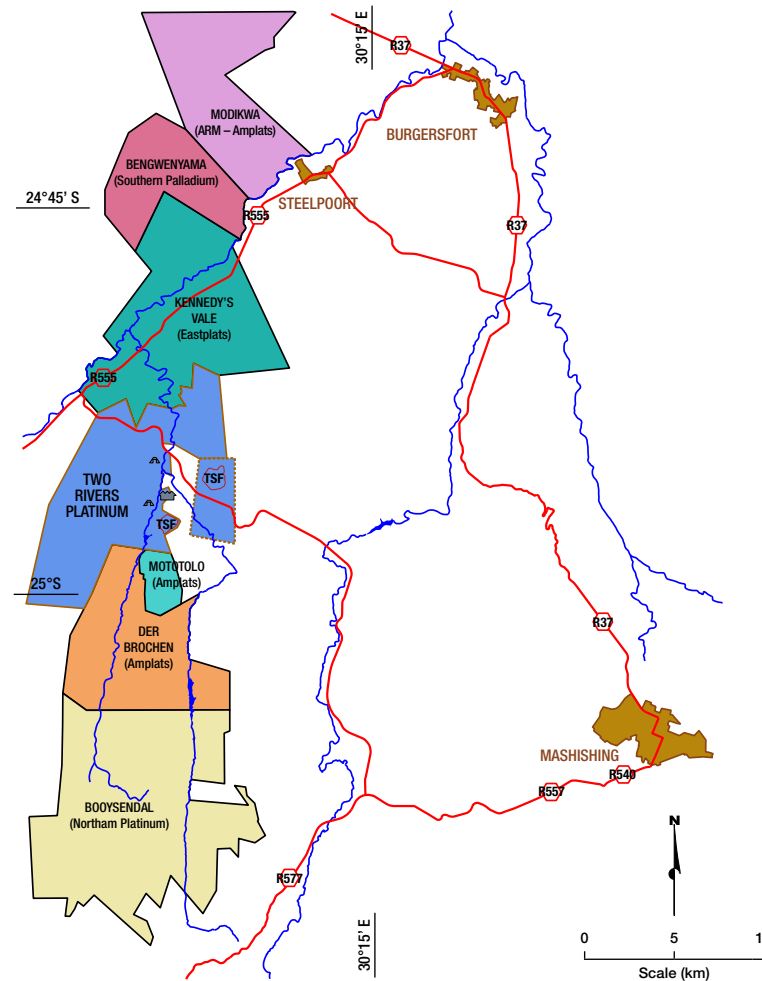 30°15' E
R37
MODIKWA
(ARM – Amplats)
BURGERSFORT
BENGWENYAMA
(Southern Palladium)
24°45' S
STEELPOORT
R555
R37
KENNEDY'S
VALE
(Eastplats)
R555
TWO
RIVERS
PLATINUM
TSF
TSF
MOTOTOLO
(Amplats)
25°S
DER
BROCHEN
(Amplats)
R37
MASHISHING
R540
R557
BOOYSENDAL
(Northam Platinum)
N
R577
30°15' E
0 5 1
Scale (km)